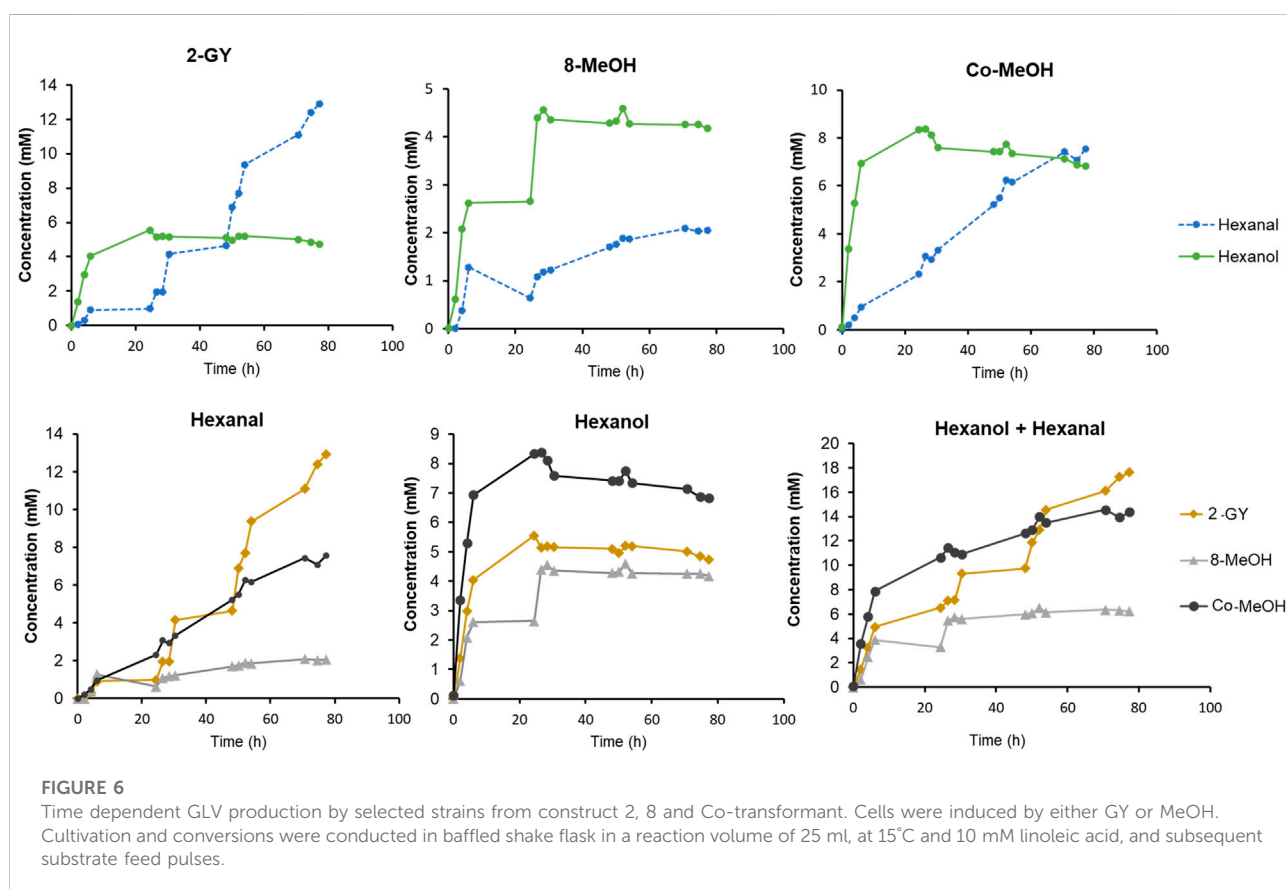 2-GY
Concentration (mM)
14
12
10
8
6
4
2
0
0 20 40 60 80 100
Time (h)
8-MeOH
Concentration (mM)
5
4
3
2
1
0
0 20 40 60 80 100
Time (h)
Co-MeOH
Concentration (mM)
10
8
6
4
2
0
0 20 40 60 80 100
Time (h)
Hexanal
Hexanol
Hexanal
Concentration (mM)
14
12
10
8
6
4
2
0
0 20 40 60 80 100
Time (h)
Hexanol
Concentration (mM)
9
8
7
6
5
4
3
2
1
0
0 20 40 60 80 100
Time (h)
Hexanol + Hexanal
Concentration (mM)
20
18
16
14
12
10
8
6
4
2
0
0 20 40 60 80 100
Time (h)
2-GY
8-MeOH
Co-MeOH
FIGURE 6
Time dependent GLV production by selected strains from construct 2, 8 and Co-transformant. Cells were induced by either GY or MeOH.
Cultivation and conversions were conducted in baffled shake flask in a reaction volume of 25 ml, at 15°C and 10 mM linoleic acid, and subsequent
substrate feed pulses.